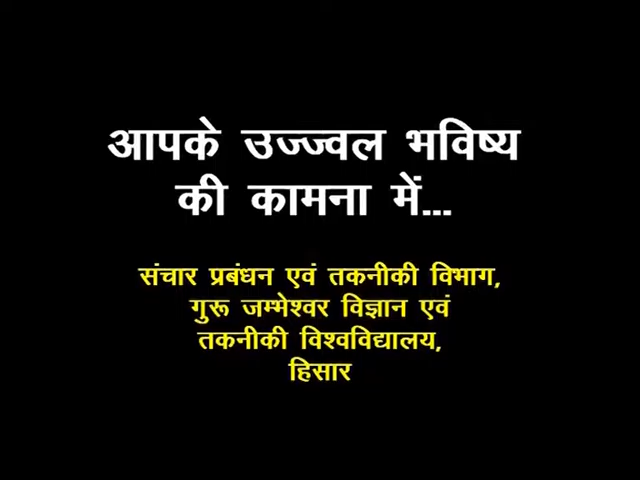 आपके उज्ज्वल भविष्य
की कामना में...
संचार प्रबंधन एवं तकनीकी विभाग,
गुरू जम्भेश्वर विज्ञान एवं
तकनीकी विश्वविद्यालय,
हिसार